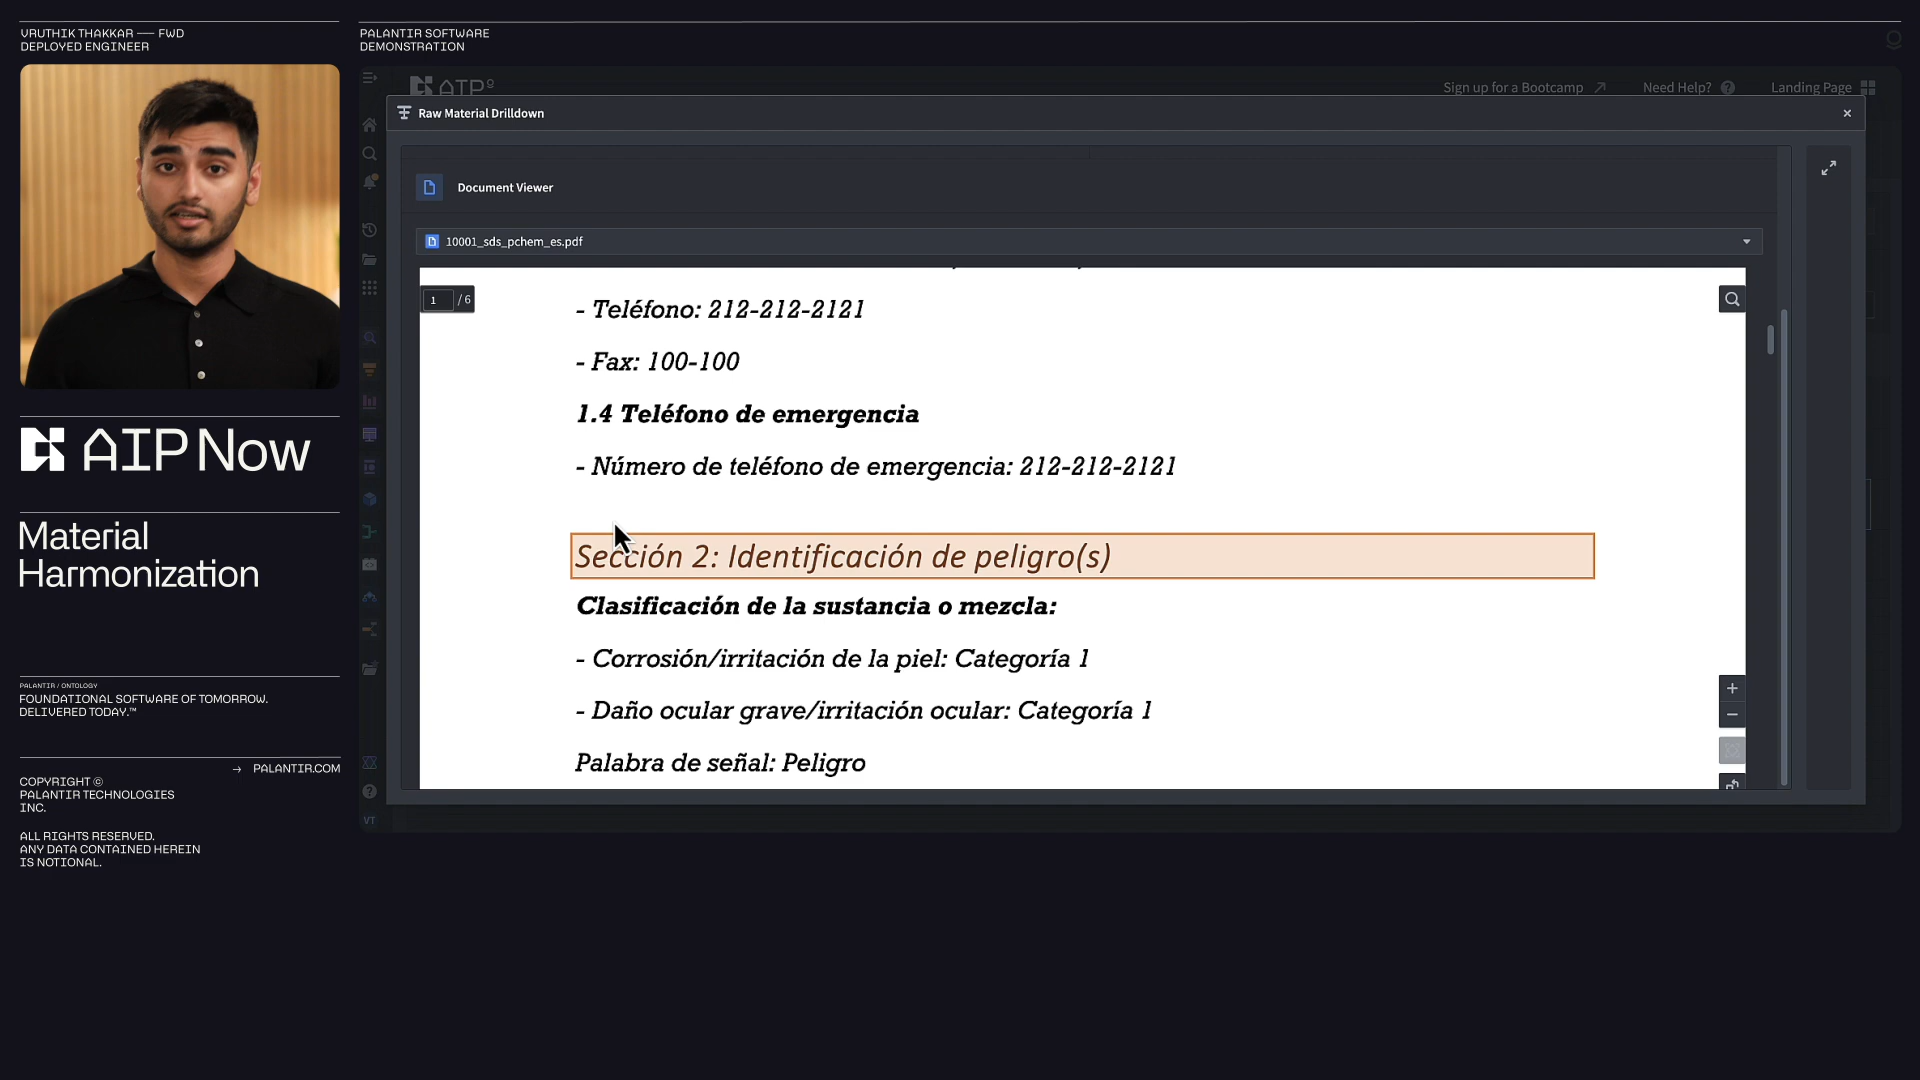 VRUTHIK THAKKAR — FWD
DEPLOYED ENGINEER
PALANTIR SOFTWARE
DEMONSTRATION
AIP
Sign up for a Bootcamp
Need Help?
Landing Page
Raw Material Drilldown
Document Viewer
10001_sds_pchem_es.pdf
1 / 6
- Teléfono: 212-212-2121
- Fax: 100-100
1.4 Teléfono de emergencia
- Número de teléfono de emergencia: 212-212-2121
Sección 2: Identificación de peligro(s)
Clasificación de la sustancia o mezcla:
- Corrosión/irritación de la piel: Categoría 1
- Daño ocular grave/irritación ocular: Categoría 1
Palabra de señal: Peligro
VT
AIP Now
Material
Harmonization
PALANTIR / ONTOLOGY
FOUNDATIONAL SOFTWARE OF TOMORROW.
DELIVERED TODAY.™
→ PALANTIR.COM
COPYRIGHT ©
PALANTIR TECHNOLOGIES
INC.
ALL RIGHTS RESERVED.
ANY DATA CONTAINED HEREIN
IS NOTIONAL.